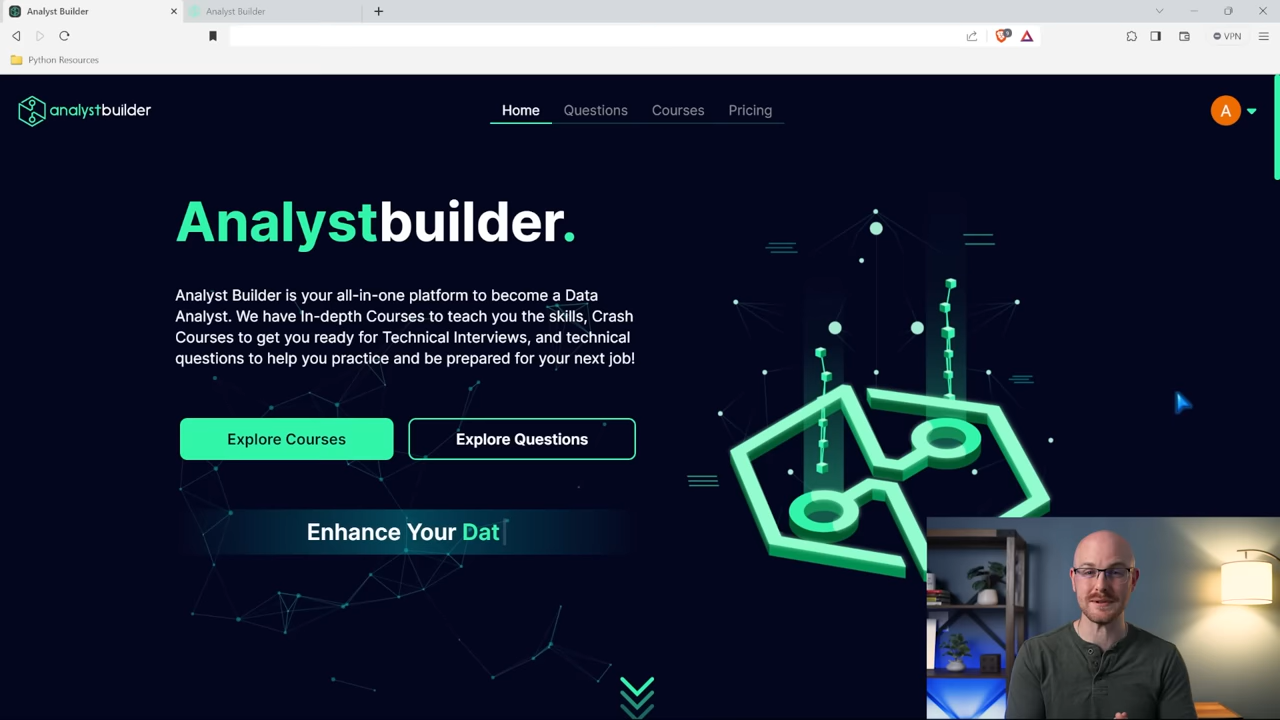 Analyst Builder
Analyst Builder
VPN
Python Resources
analystbuilder
Home
Questions
Courses
Pricing
A
Analystbuilder.
Analyst Builder is your all-in-one platform to become a Data
Analyst. We have In-depth Courses to teach you the skills, Crash
Courses to get you ready for Technical Interviews, and technical
questions to help you practice and be prepared for your next job!
Explore Courses
Explore Questions
Enhance Your Dat